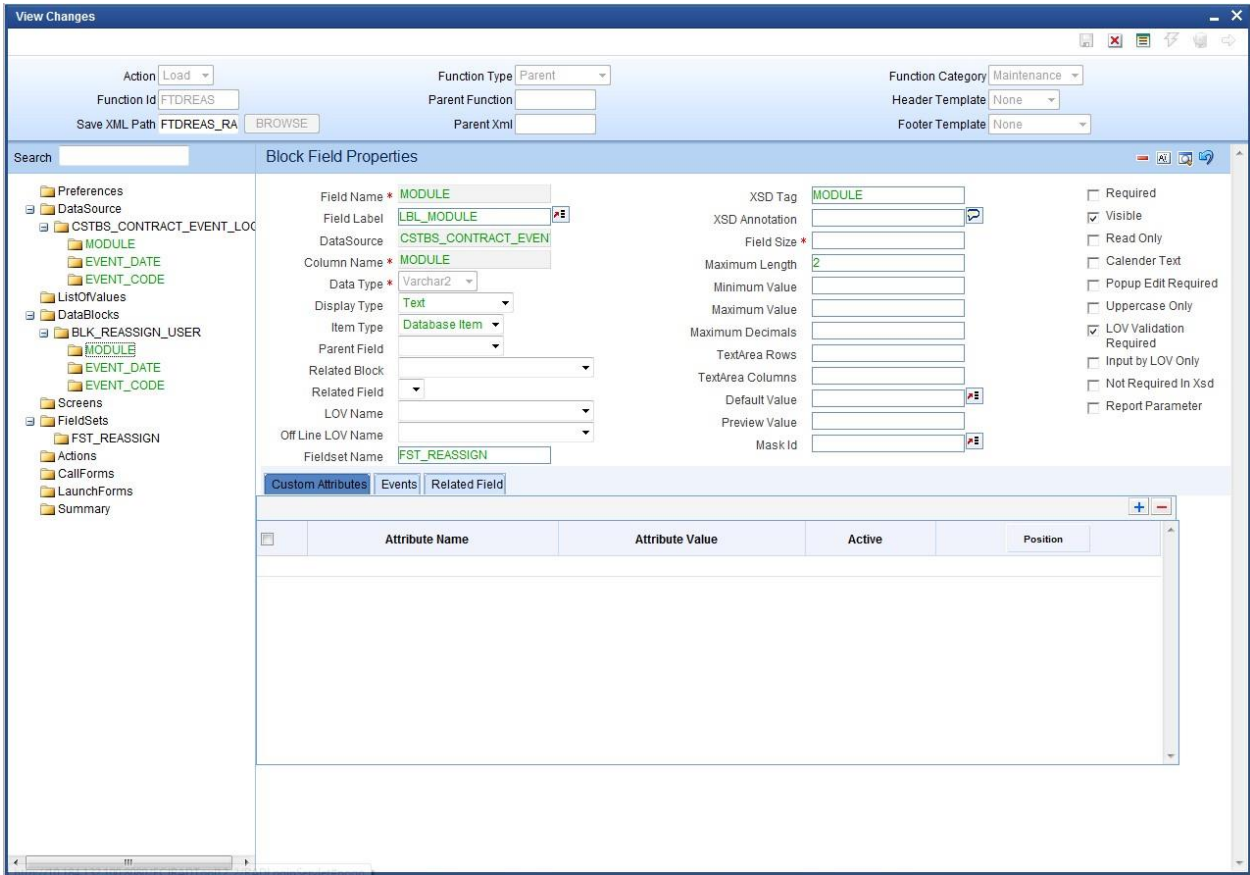 View Changes
Action Load
Function Type Parent
Function Category Maintenance
Function Id FTDREAS
Parent Function
Header Template None
Save XML Path FTDREAS_RA BROWSE
Parent Xml
Footer Template None
Search
Block Field Properties
Preferences
DataSource
CSTBS_CONTRACT_EVENT_LOG
MODULE
EVENT_DATE
EVENT_CODE
ListOfValues
DataBlocks
BLK_REASSIGN_USER
MODULE
EVENT_DATE
EVENT_CODE
Screens
FieldSets
FST_REASSIGN
Actions
CallForms
LaunchForms
Summary
Field Name * MODULE
Field Label LBL_MODULE
DataSource CSTBS_CONTRACT_EVEN
Column Name * MODULE
Data Type * Varchar2
Display Type Text
Item Type Database Item
Parent Field
Related Block
Related Field
LOV Name
Off Line LOV Name
Fieldset Name FST_REASSIGN
XSD Tag MODULE
XSD Annotation
Field Size *
Maximum Length 2
Minimum Value
Maximum Value
Maximum Decimals
TextArea Rows
TextArea Columns
Default Value
Preview Value
Mask Id
Required
Visible
Read Only
Calender Text
Popup Edit Required
Uppercase Only
LOV Validation
Required
Input by LOV Only
Not Required In Xsd
Report Parameter
Custom Attributes Events Related Field
Attribute Name Attribute Value Active Position